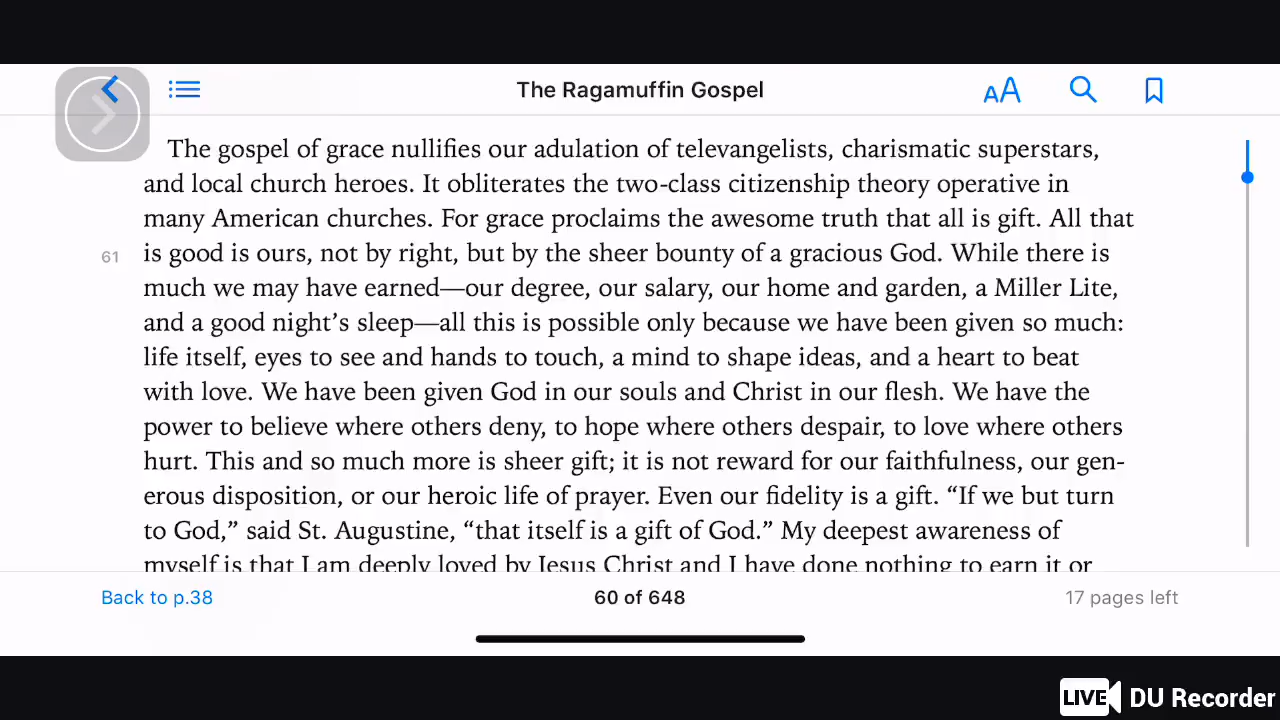 The Ragamuffin Gospel
AA
The gospel of grace nullifies our adulation of televangelists, charismatic superstars,
and local church heroes. It obliterates the two-class citizenship theory operative in
many American churches. For grace proclaims the awesome truth that all is gift. All that
61 is good is ours, not by right, but by the sheer bounty of a gracious God. While there is
much we may have earned—our degree, our salary, our home and garden, a Miller Lite,
and a good night’s sleep—all this is possible only because we have been given so much:
life itself, eyes to see and hands to touch, a mind to shape ideas, and a heart to beat
with love. We have been given God in our souls and Christ in our flesh. We have the
power to believe where others deny, to hope where others despair, to love where others
hurt. This and so much more is sheer gift; it is not reward for our faithfulness, our gen-
erous disposition, or our heroic life of prayer. Even our fidelity is a gift. “If we but turn
to God,” said St. Augustine, “that itself is a gift of God.” My deepest awareness of
myself is that I am deeply loved by Jesus Christ and I have done nothing to earn it or
Back to p.38 60 of 648 17 pages left
LIVE DU Recorder